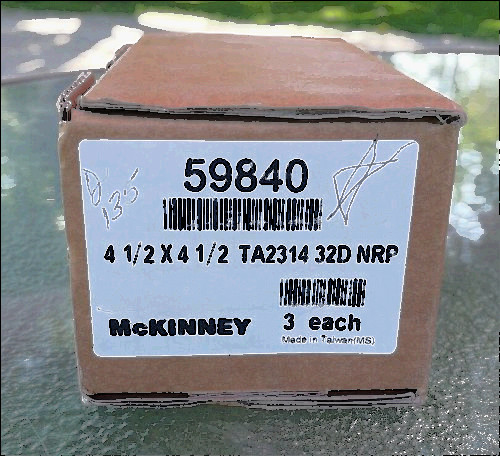 59840
4 1/2 X 4 1/2 TA2314 32D NRP
McKINNEY
3 each
Made in Taiwan(MS)